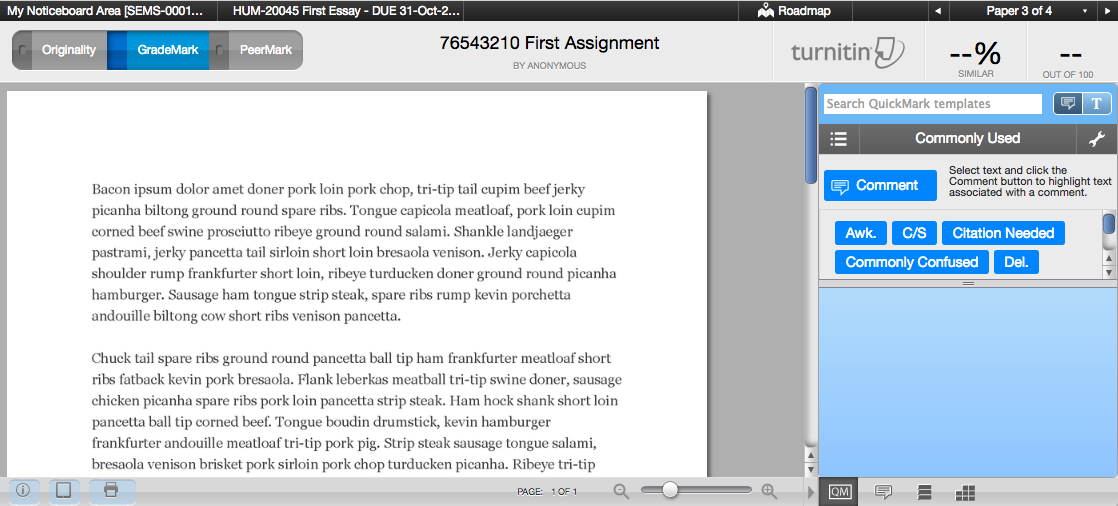 My Noticeboard Area [SEMS-0001... HUM-20045 First Essay - DUE 31-Oct-2... Roadmap Paper 3 of 4
Originality GradeMark PeerMark
76543210 First Assignment
BY ANONYMOUS
turnitin
--%
SIMILAR
--
OUT OF 100
Bacon ipsum dolor amet doner pork loin pork chop, tri-tip tail cupim beef jerky
picanha biltong ground round spare ribs. Tongue capicola meatloaf, pork loin cupim
corned beef swine prosciutto ribeye ground round salami. Shankle landjaeger
pastrami, jerky pancetta tail sirloin short loin bresaola venison. Jerky capicola
shoulder rump frankfurter short loin, ribeye turducken doner ground round picanha
hamburger. Sausage ham tongue strip steak, spare ribs rump kevin porchetta
andouille biltong cow short ribs venison pancetta.
Chuck tail spare ribs ground round pancetta ball tip ham frankfurter meatloaf short
ribs fatback kevin pork bresaola. Flank leberkas meatball tri-tip swine doner, sausage
chicken picanha spare ribs pork loin pancetta strip steak. Ham hock shank short loin
pancetta ball tip corned beef. Tongue boudin drumstick, kevin hamburger
frankfurter andouille meatloaf tri-tip pork pig. Strip steak sausage tongue salami,
bresaola venison brisket pork sirloin pork chop turducken picanha. Ribeye tri-tip
Search QuickMark templates
T
Commonly Used
Comment
Select text and click the
Comment button to highlight text
associated with a comment.
Awk. C/S Citation Needed
Commonly Confused Del.
PAGE: 1 OF 1
QM